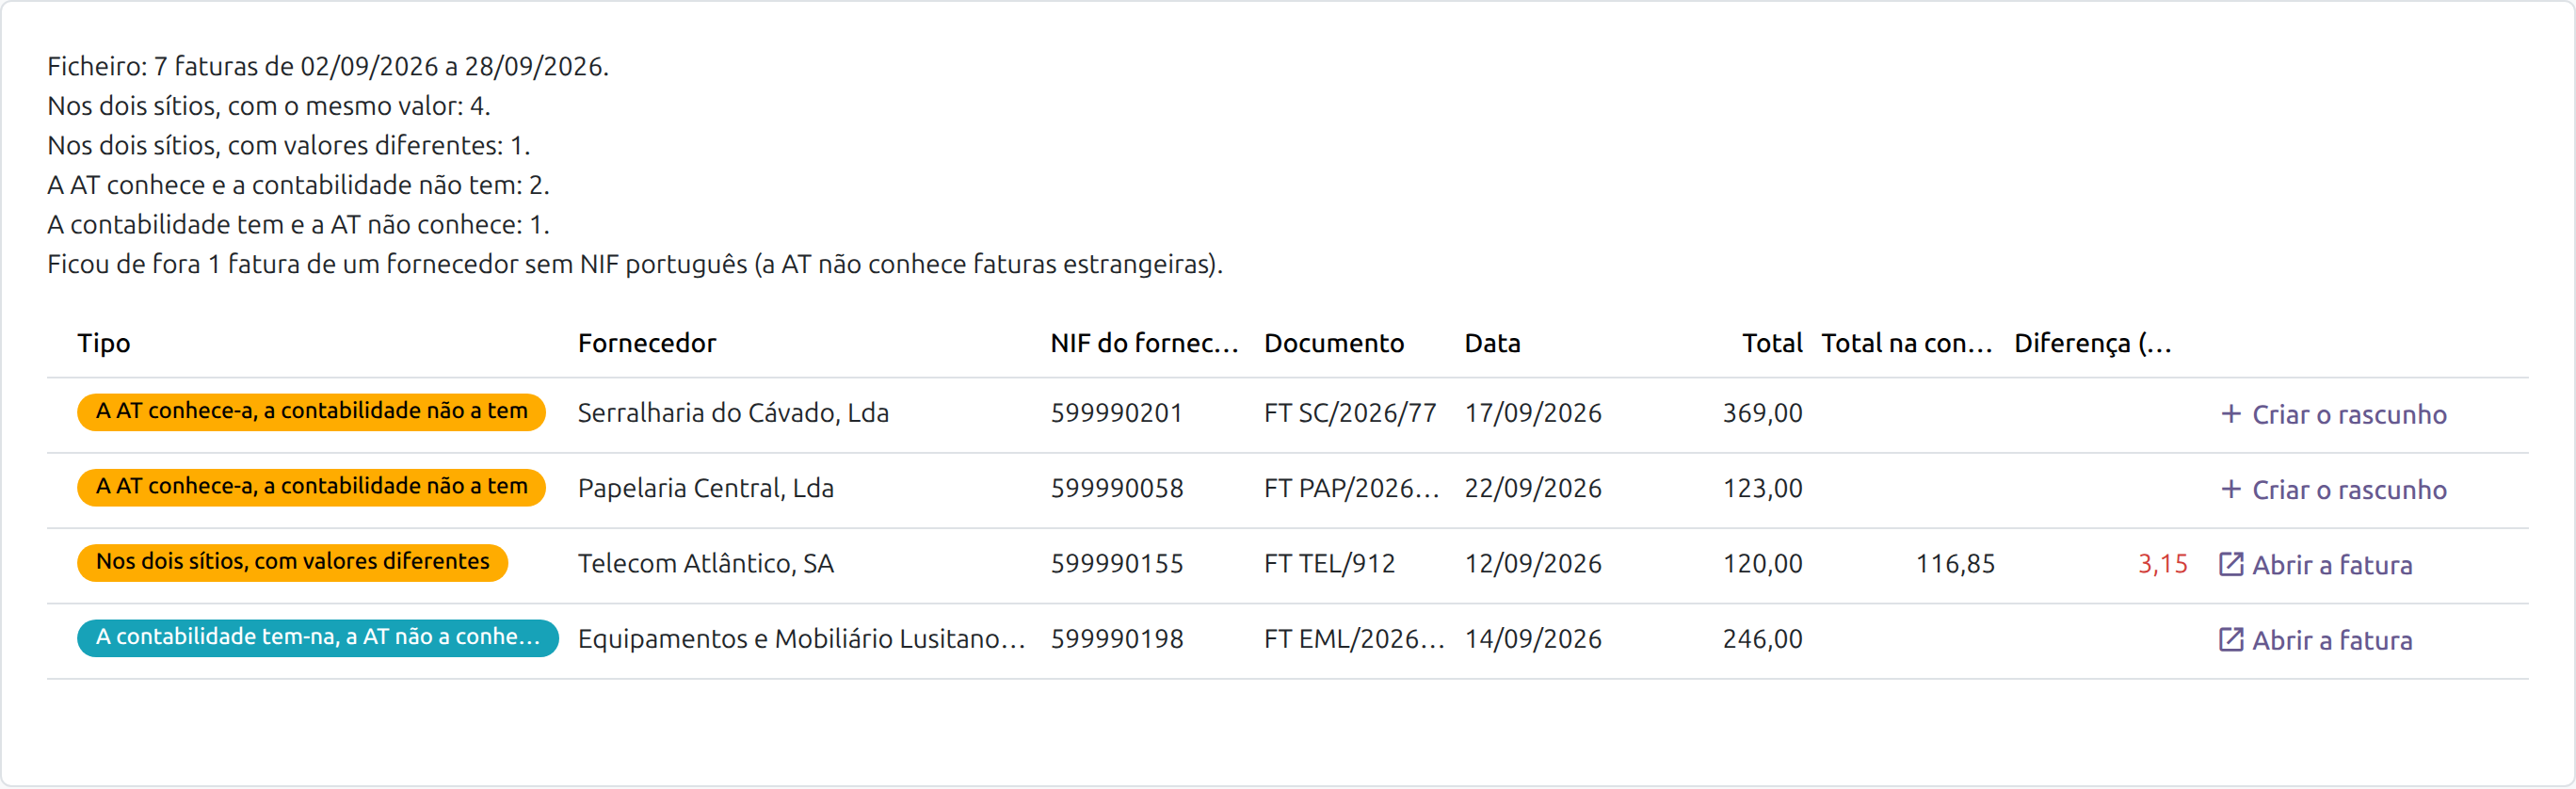 Ficheiro: 7 faturas de 02/09/2026 a 28/09/2026.
Nos dois sítios, com o mesmo valor: 4.
Nos dois sítios, com valores diferentes: 1.
A AT conhece e a contabilidade não tem: 2.
A contabilidade tem e a AT não conhece: 1.
Ficou de fora 1 fatura de um fornecedor sem NIF português (a AT não conhece faturas estrangeiras).
Tipo Fornecedor NIF do fornec... Documento Data Total Total na con... Diferença (...
A AT conhece-a, a contabilidade não a tem Serralharia do Cávado, Lda 599990201 FT SC/2026/77 17/09/2026 369,00 + Criar o rascunho
A AT conhece-a, a contabilidade não a tem Papelaria Central, Lda 599990058 FT PAP/2026... 22/09/2026 123,00 + Criar o rascunho
Nos dois sítios, com valores diferentes Telecom Atlântico, SA 599990155 FT TEL/912 12/09/2026 120,00 116,85 3,15 Abrir a fatura
A contabilidade tem-na, a AT não a conhe... Equipamentos e Mobiliário Lusitano... 599990198 FT EML/2026... 14/09/2026 246,00 Abrir a fatura